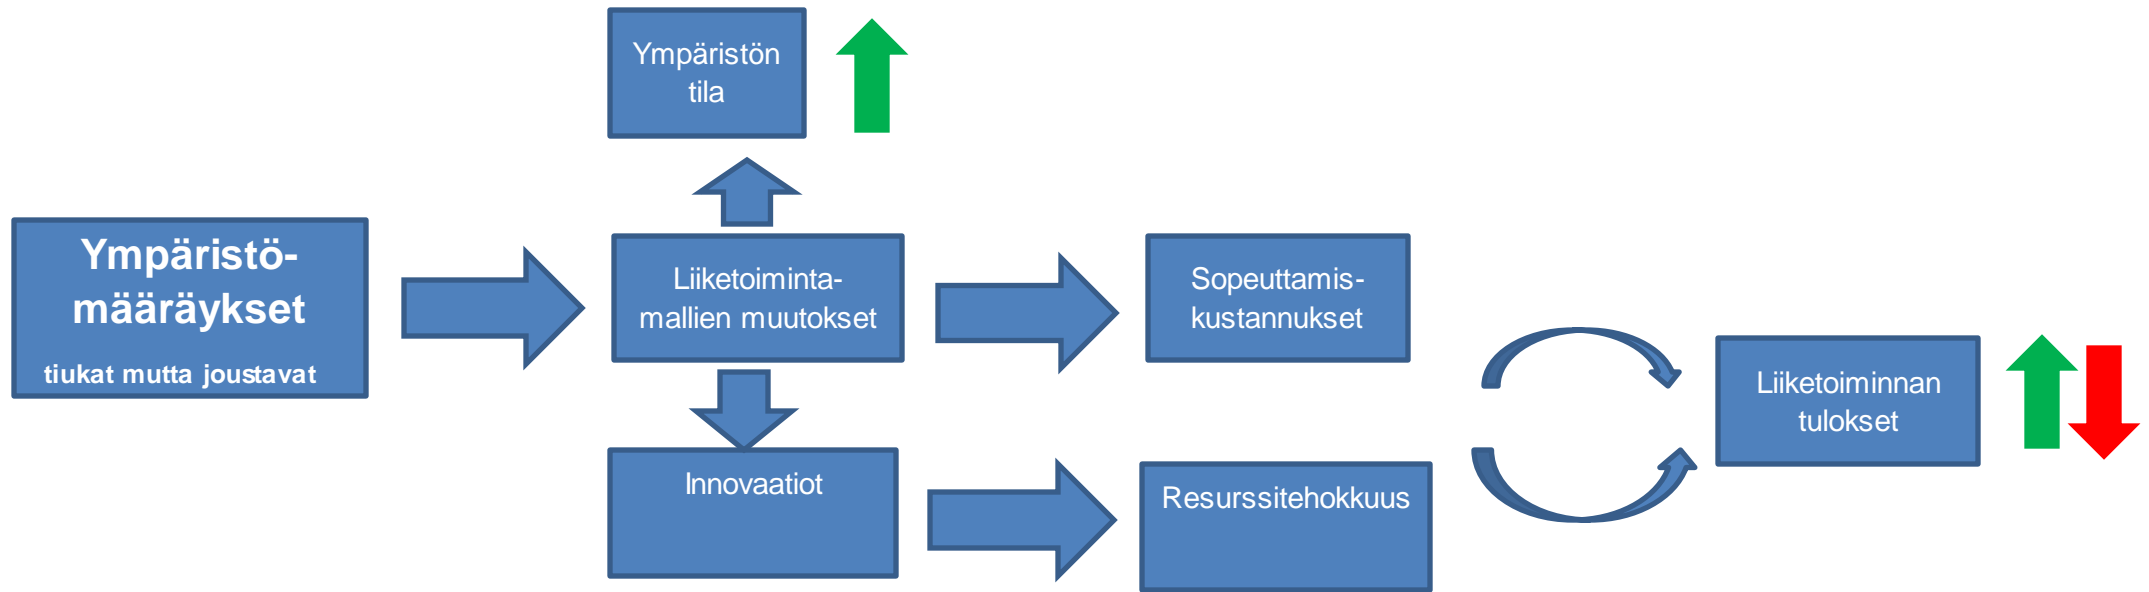 Ympäristö-
määräykset
tiukat mutta joustavat
Ympäristön
tila
Liiketoiminta-
mallien muutokset
Innovaatiot
Sopeuttamis-
kustannukset
Resurssitehokkuus
Liiketoiminnan
tulokset